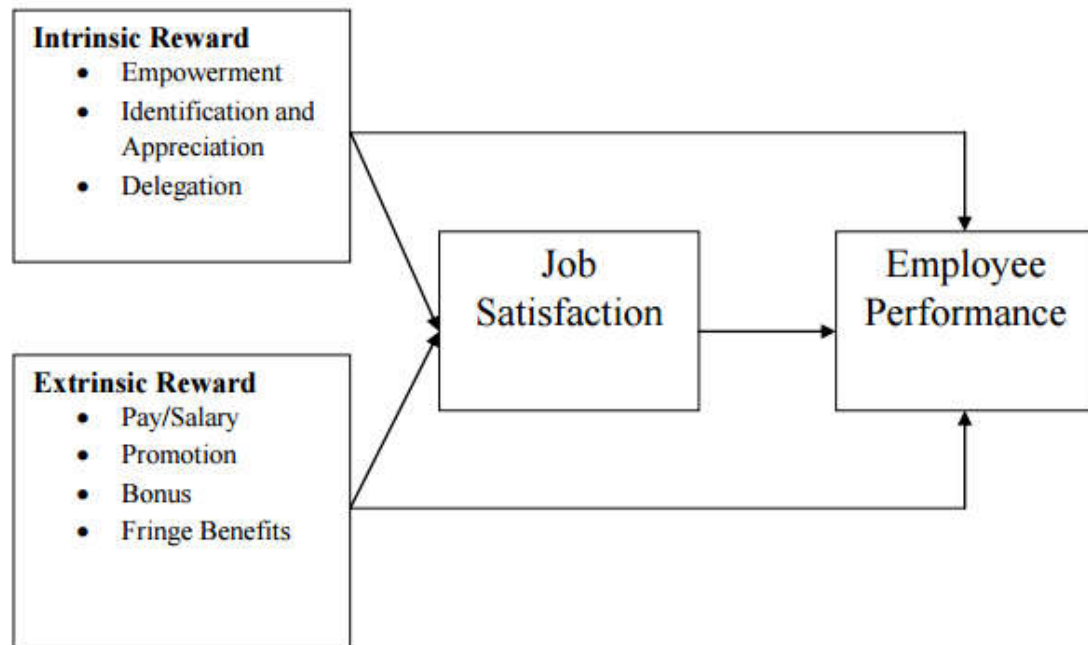 Intrinsic Reward
• Empowerment
• Identification and
Appreciation
• Delegation
Extrinsic Reward
• Pay/Salary
• Promotion
• Bonus
• Fringe Benefits
Job
Satisfaction
Employee
Performance